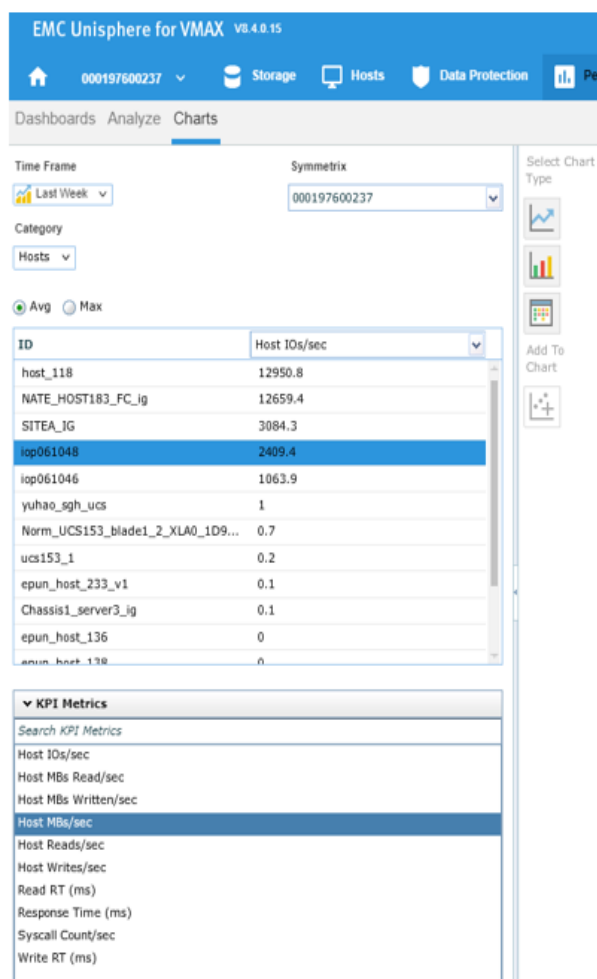 EMC Unisphere for VMAX V8.4.0.15
000197600237 Storage Hosts Data Protection
Dashboards Analyze Charts
Time Frame Symmetrix
Last Week 000197600237
Category
Hosts
Avg Max
ID Host IOs/sec
host_118 12950.8
NATE_HOST183_FC_ig 12659.4
SITEA_IG 3084.3
iop061048 2409.4
iop061046 1063.9
yuhao_sgh_ucs 1
Norm_UCS153_blade1_2_XLA0_1D9... 0.7
ucs153_1 0.2
epun_host_233_v1 0.1
Chassis1_server3_ig 0.1
epun_host_136 0
epun_host_138 0
KPI Metrics
Search KPI Metrics
Host IOs/sec
Host MBs Read/sec
Host MBs Written/sec
Host MBs/sec
Host Reads/sec
Host Writes/sec
Read RT (ms)
Response Time (ms)
Syscall Count/sec
Write RT (ms)
Select Chart
Type
Add To
Chart